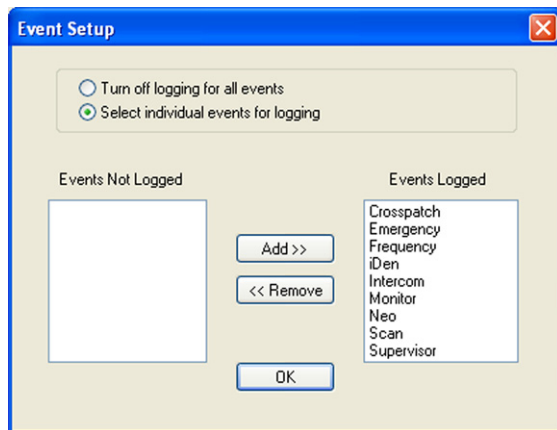 Event Setup
Turn off logging for all events
Select individual events for logging
Events Not Logged
Events Logged
Add >>
<< Remove
OK
Crosspatch
Emergency
Frequency
iDen
Intercom
Monitor
Neo
Scan
Supervisor